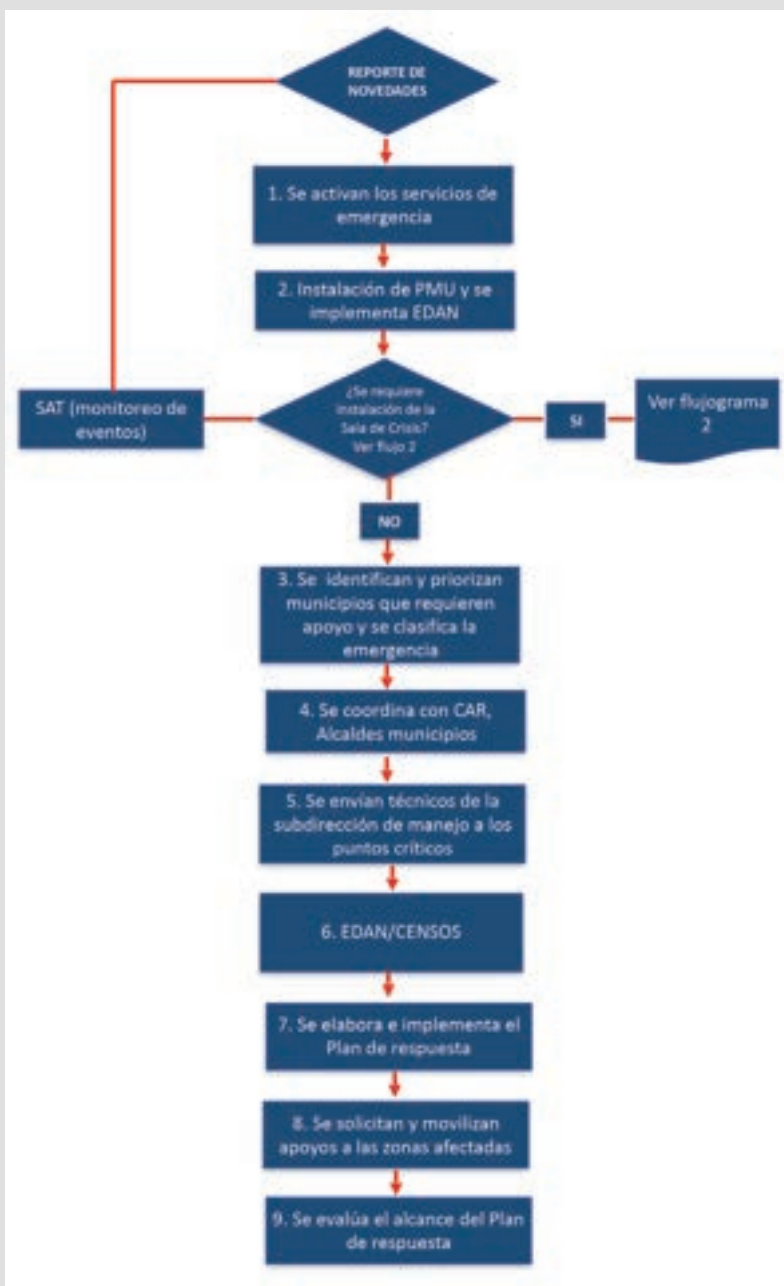 REPORTE DE
NOVEDADES
1. Se activan los servicios de
emergencia
2. Instalación de PMU y se
implementa EDAN
¿Se requiere
instalación de la
Sala de Crisis?
Ver flujo 2
SAT (monitoreo de
eventos)
SI
Ver flujograma
2
NO
3. Se identifican y priorizan
municipios que requieren
apoyo y se clasifica la
emergencia
4. Se coordina con CAR,
Alcaldes municipios
5. Se envían técnicos de la
subdirección de manejo a los
puntos críticos
6. EDAN/CENSOS
7. Se elabora e implementa el
Plan de respuesta
8. Se solicitan y movilizan
apoyos a las zonas afectadas
9. Se evalúa el alcance del Plan
de respuesta